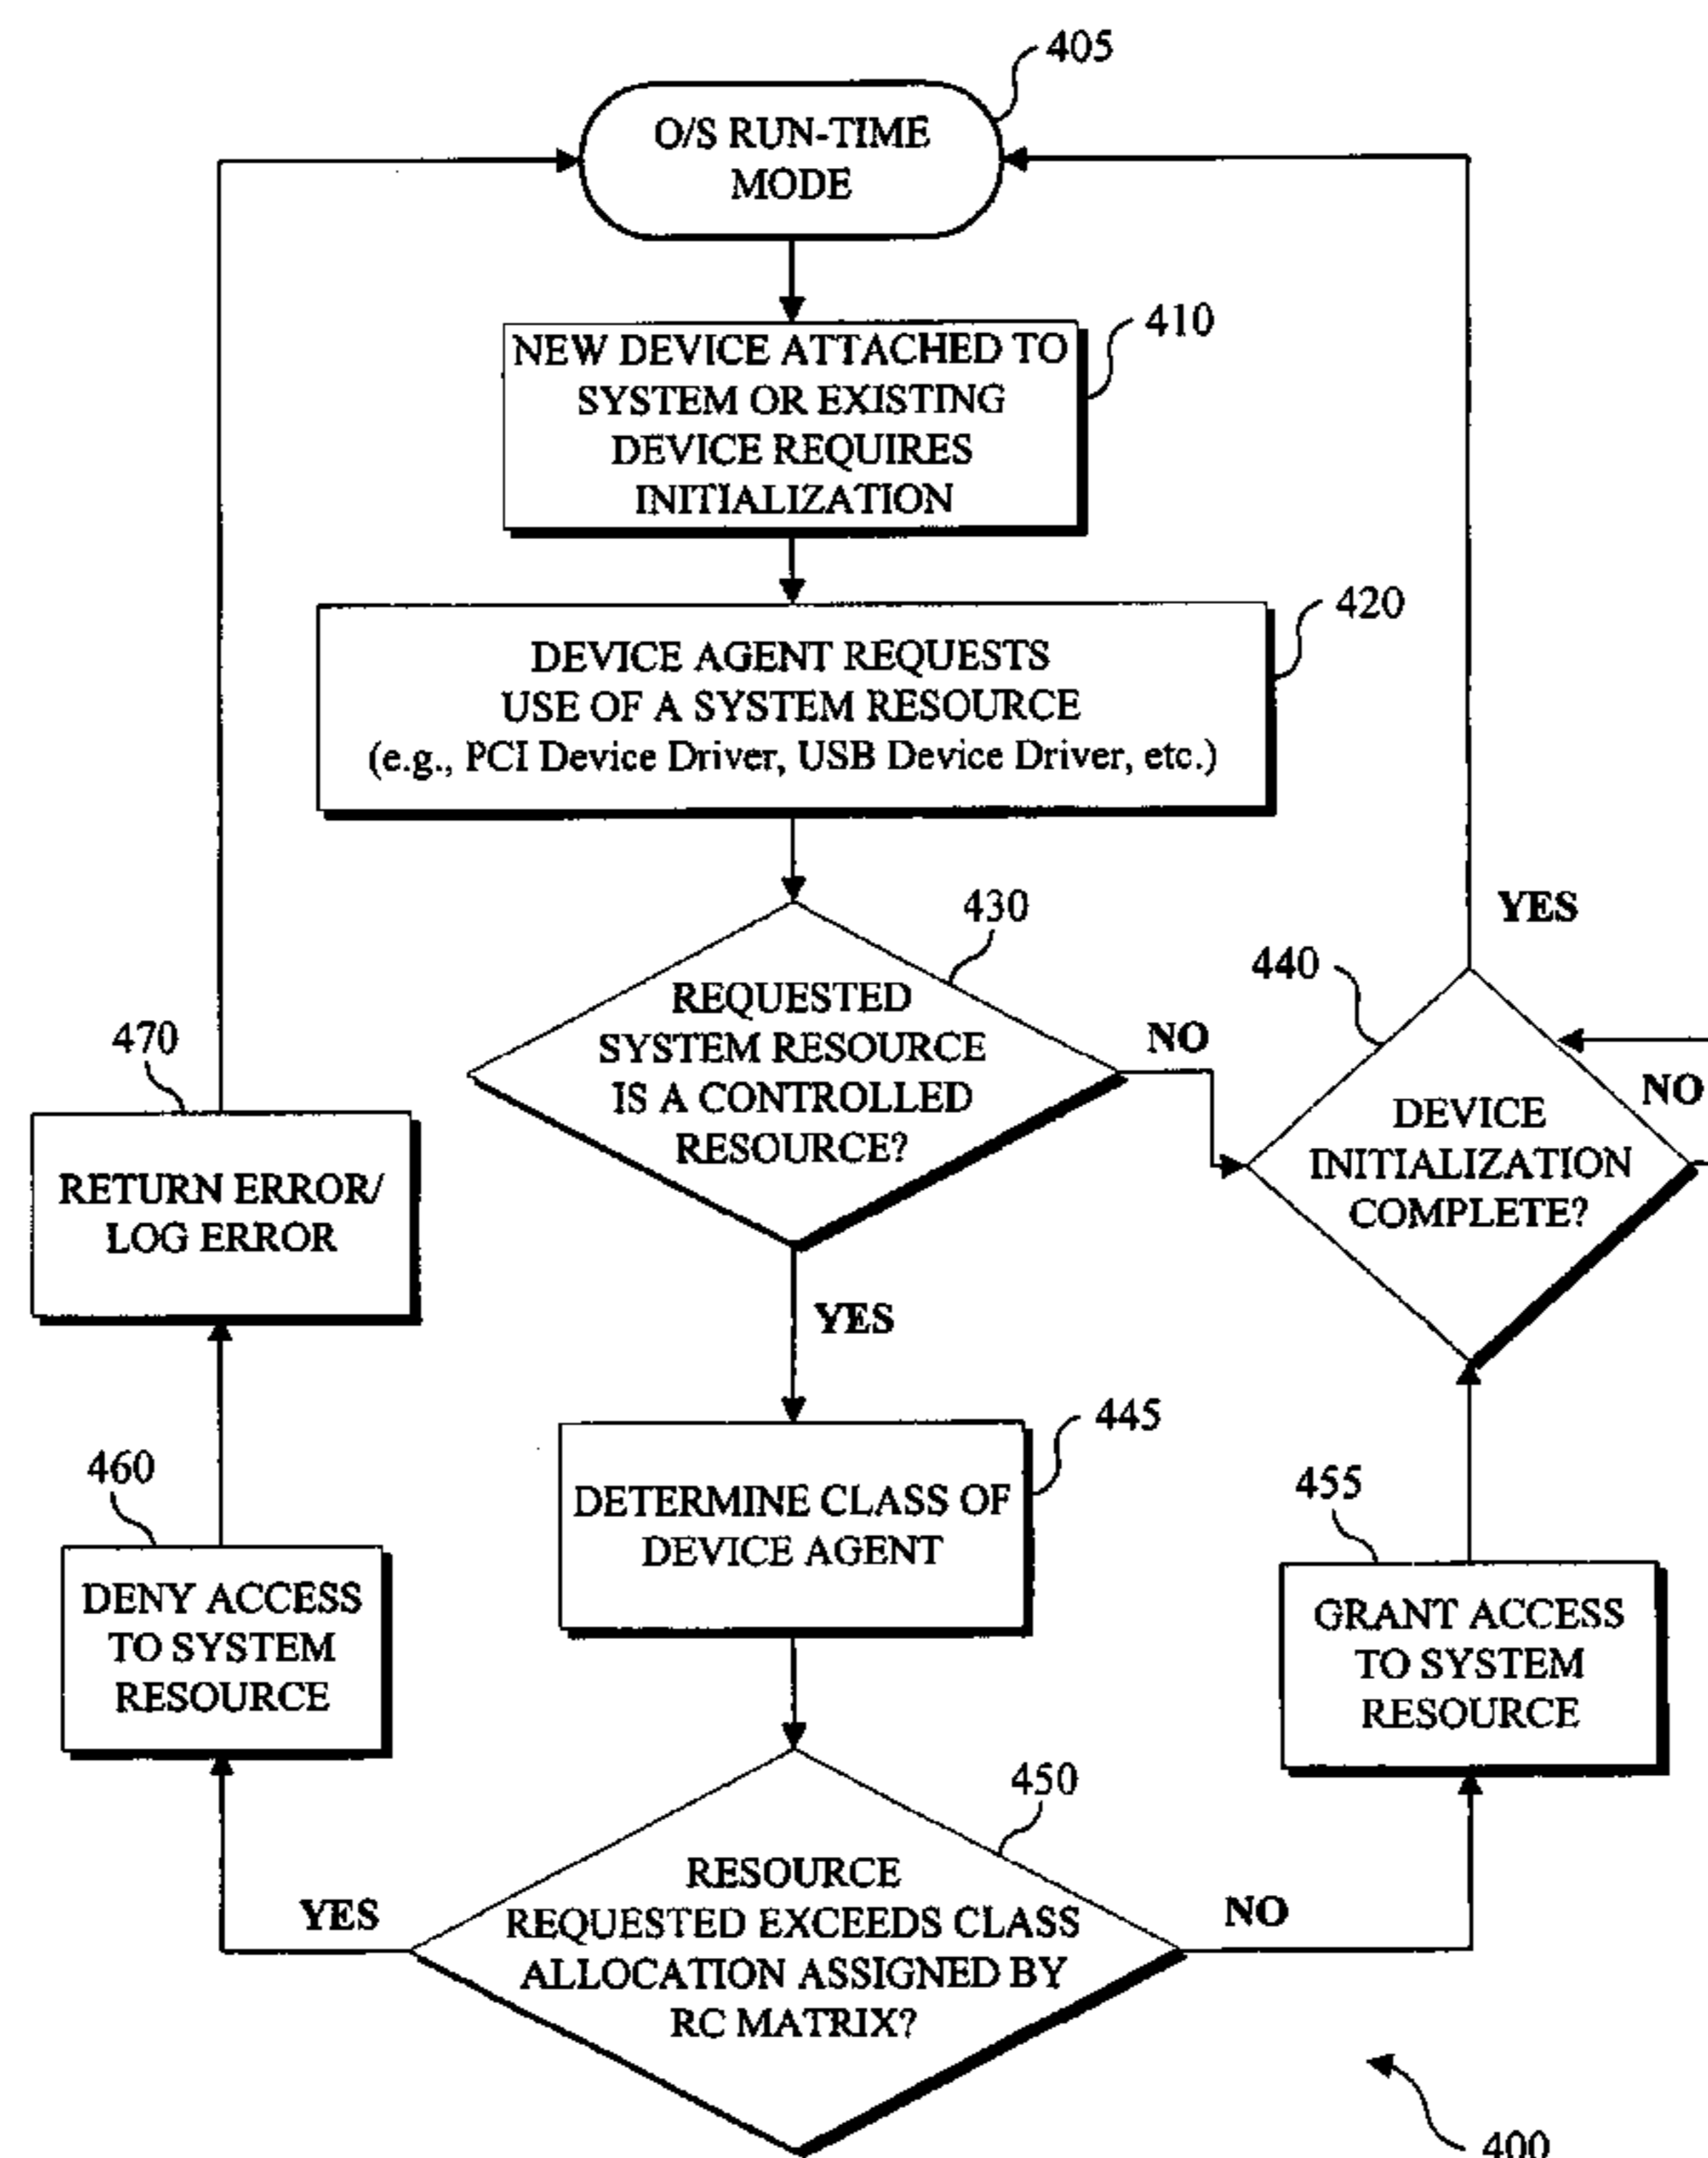 405
O/S RUN-TIME
MODE
410
NEW DEVICE ATTACHED TO
SYSTEM OR EXISTING
DEVICE REQUIRES
INITIALIZATION
420
DEVICE AGENT REQUESTS
USE OF A SYSTEM RESOURCE
(e.g., PCI Device Driver, USB Device Driver, etc.)
430
REQUESTED
SYSTEM RESOURCE
IS A CONTROLLED
RESOURCE?
NO
YES
440
DEVICE
INITIALIZATION
COMPLETE?
YES
NO
470
RETURN ERROR/
LOG ERROR
445
DETERMINE CLASS OF
DEVICE AGENT
460
DENY ACCESS
TO SYSTEM
RESOURCE
455
GRANT ACCESS
TO SYSTEM
RESOURCE
450
RESOURCE
REQUESTED EXCEEDS CLASS
ALLOCATION ASSIGNED BY
RC MATRIX?
YES
NO
400